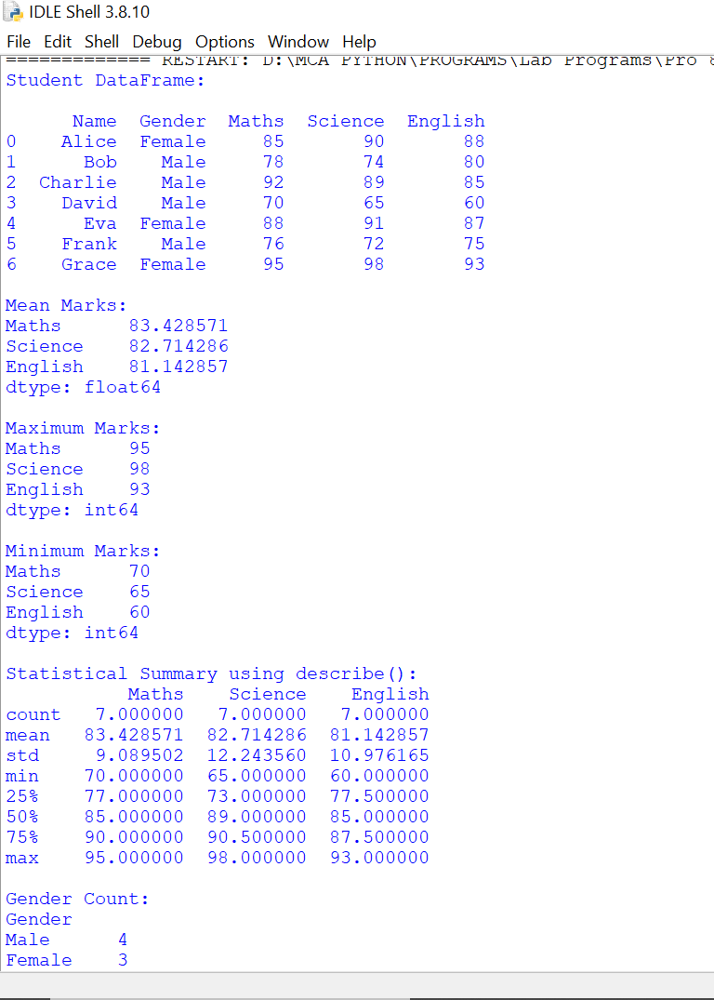 IDLE Shell 3.8.10
File Edit Shell Debug Options Window Help
============= RESTART: D:\MCA PYTHON\PROGRAMS\Lab Programs\Pro 8
Student DataFrame:
      Name  Gender  Maths  Science  English
0    Alice  Female     85       90       88
1      Bob    Male     78       74       80
2  Charlie    Male     92       89       85
3    David    Male     70       65       60
4      Eva  Female     88       91       87
5    Frank    Male     76       72       75
6    Grace  Female     95       98       93
Mean Marks:
Maths      83.428571
Science    82.714286
English    81.142857
dtype: float64
Maximum Marks:
Maths      95
Science    98
English    93
dtype: int64
Minimum Marks:
Maths      70
Science    65
English    60
dtype: int64
Statistical Summary using describe():
           Maths    Science    English
count   7.000000   7.000000   7.000000
mean   83.428571  82.714286  81.142857
std     9.089502  12.243560  10.976165
min    70.000000  65.000000  60.000000
25%    77.000000  73.000000  77.500000
50%    85.000000  89.000000  85.000000
75%    90.000000  90.500000  87.500000
max    95.000000  98.000000  93.000000
Gender Count:
Gender
Male      4
Female    3